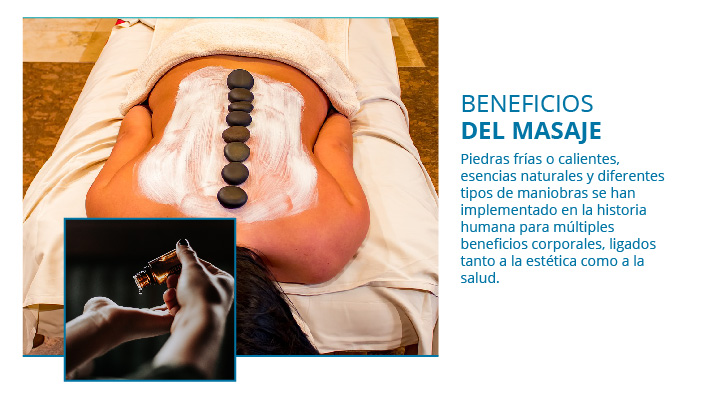 BENEFICIOS
DEL MASAJE
Piedras frías o calientes,
esencias naturales y diferentes
tipos de maniobras se han
implementado en la historia
humana para múltiples
beneficios corporales, ligados
tanto a la estética como a la
salud.